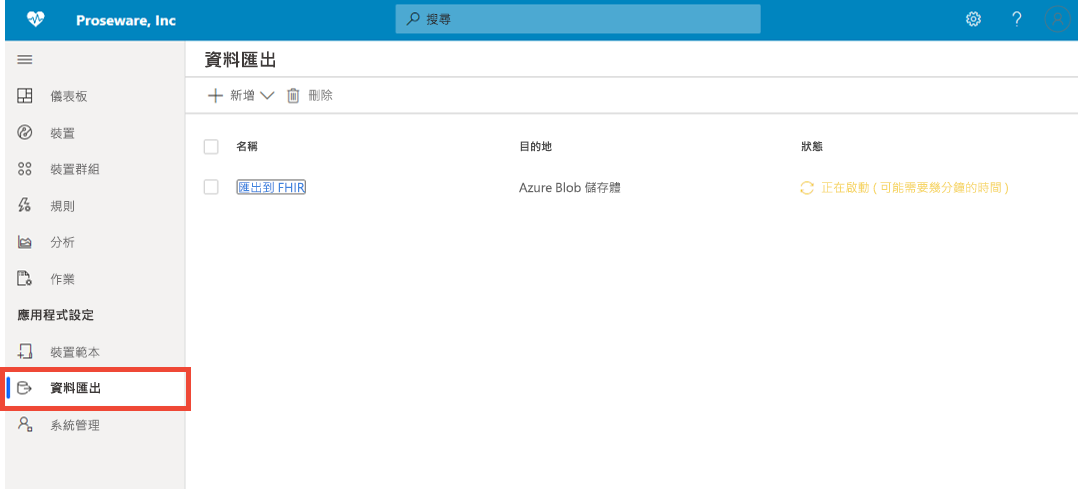 Proseware, Inc
搜尋
?
資料匯出
新增
刪除
儀表板
裝置
裝置群組
規則
分析
作業
應用程式設定
裝置範本
資料匯出
系統管理
名稱 目的地 狀態
匯出到 FHIR Azure Blob 儲存體 正在啟動 ( 可能需要幾分鐘的時間 )